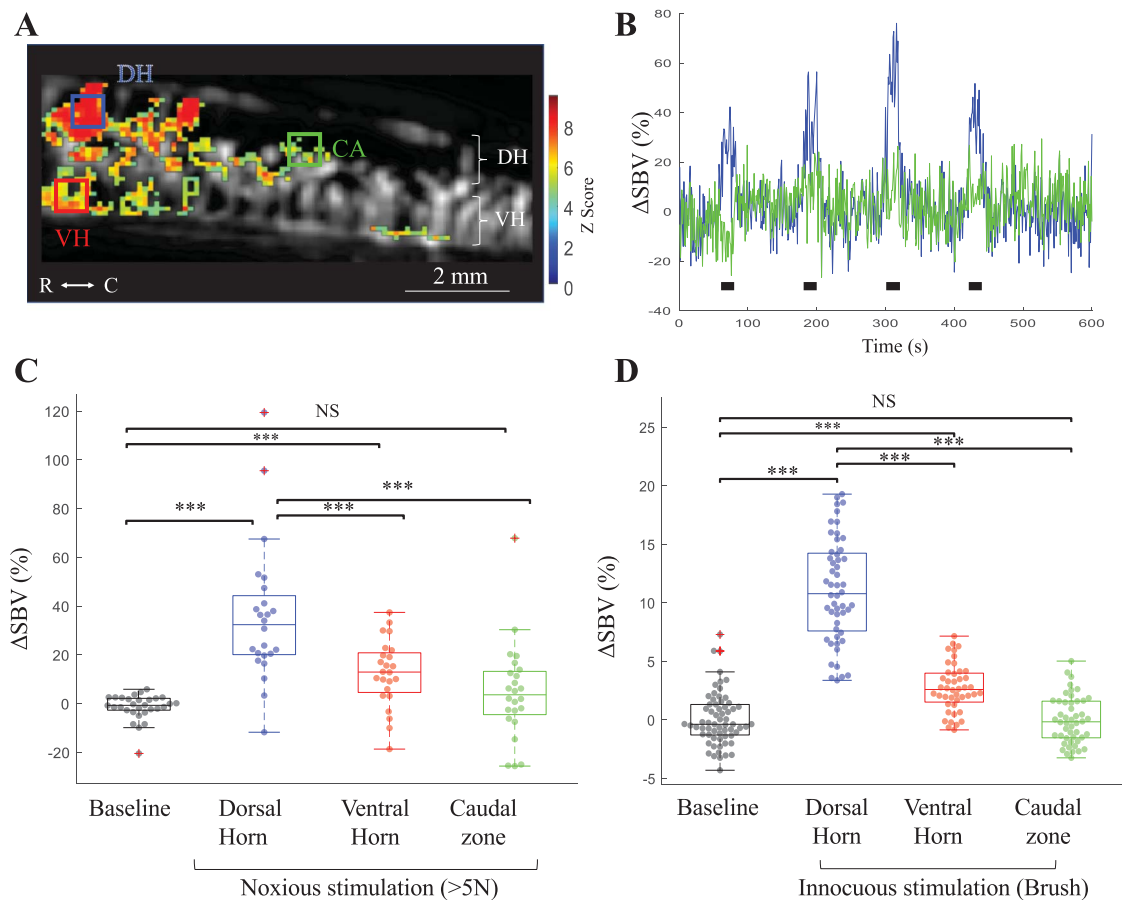 A
DH
CA
DH
VH
VH
R C
2 mm
8
6
4
2
0
Z Score
B
80
60
40
20
0
-20
-40
ΔSBV (%)
0 100 200 300 400 500 600
Time (s)
C
120
100
80
60
40
20
0
-20
ΔSBV (%)
NS
***
***
***
***
Baseline Dorsal Ventral Caudal
Horn Horn zone
Noxious stimulation (>5N)
D
25
20
15
10
5
0
-5
ΔSBV (%)
NS
***
***
***
***
Baseline Dorsal Ventral Caudal
Horn Horn zone
Innocuous stimulation (Brush)